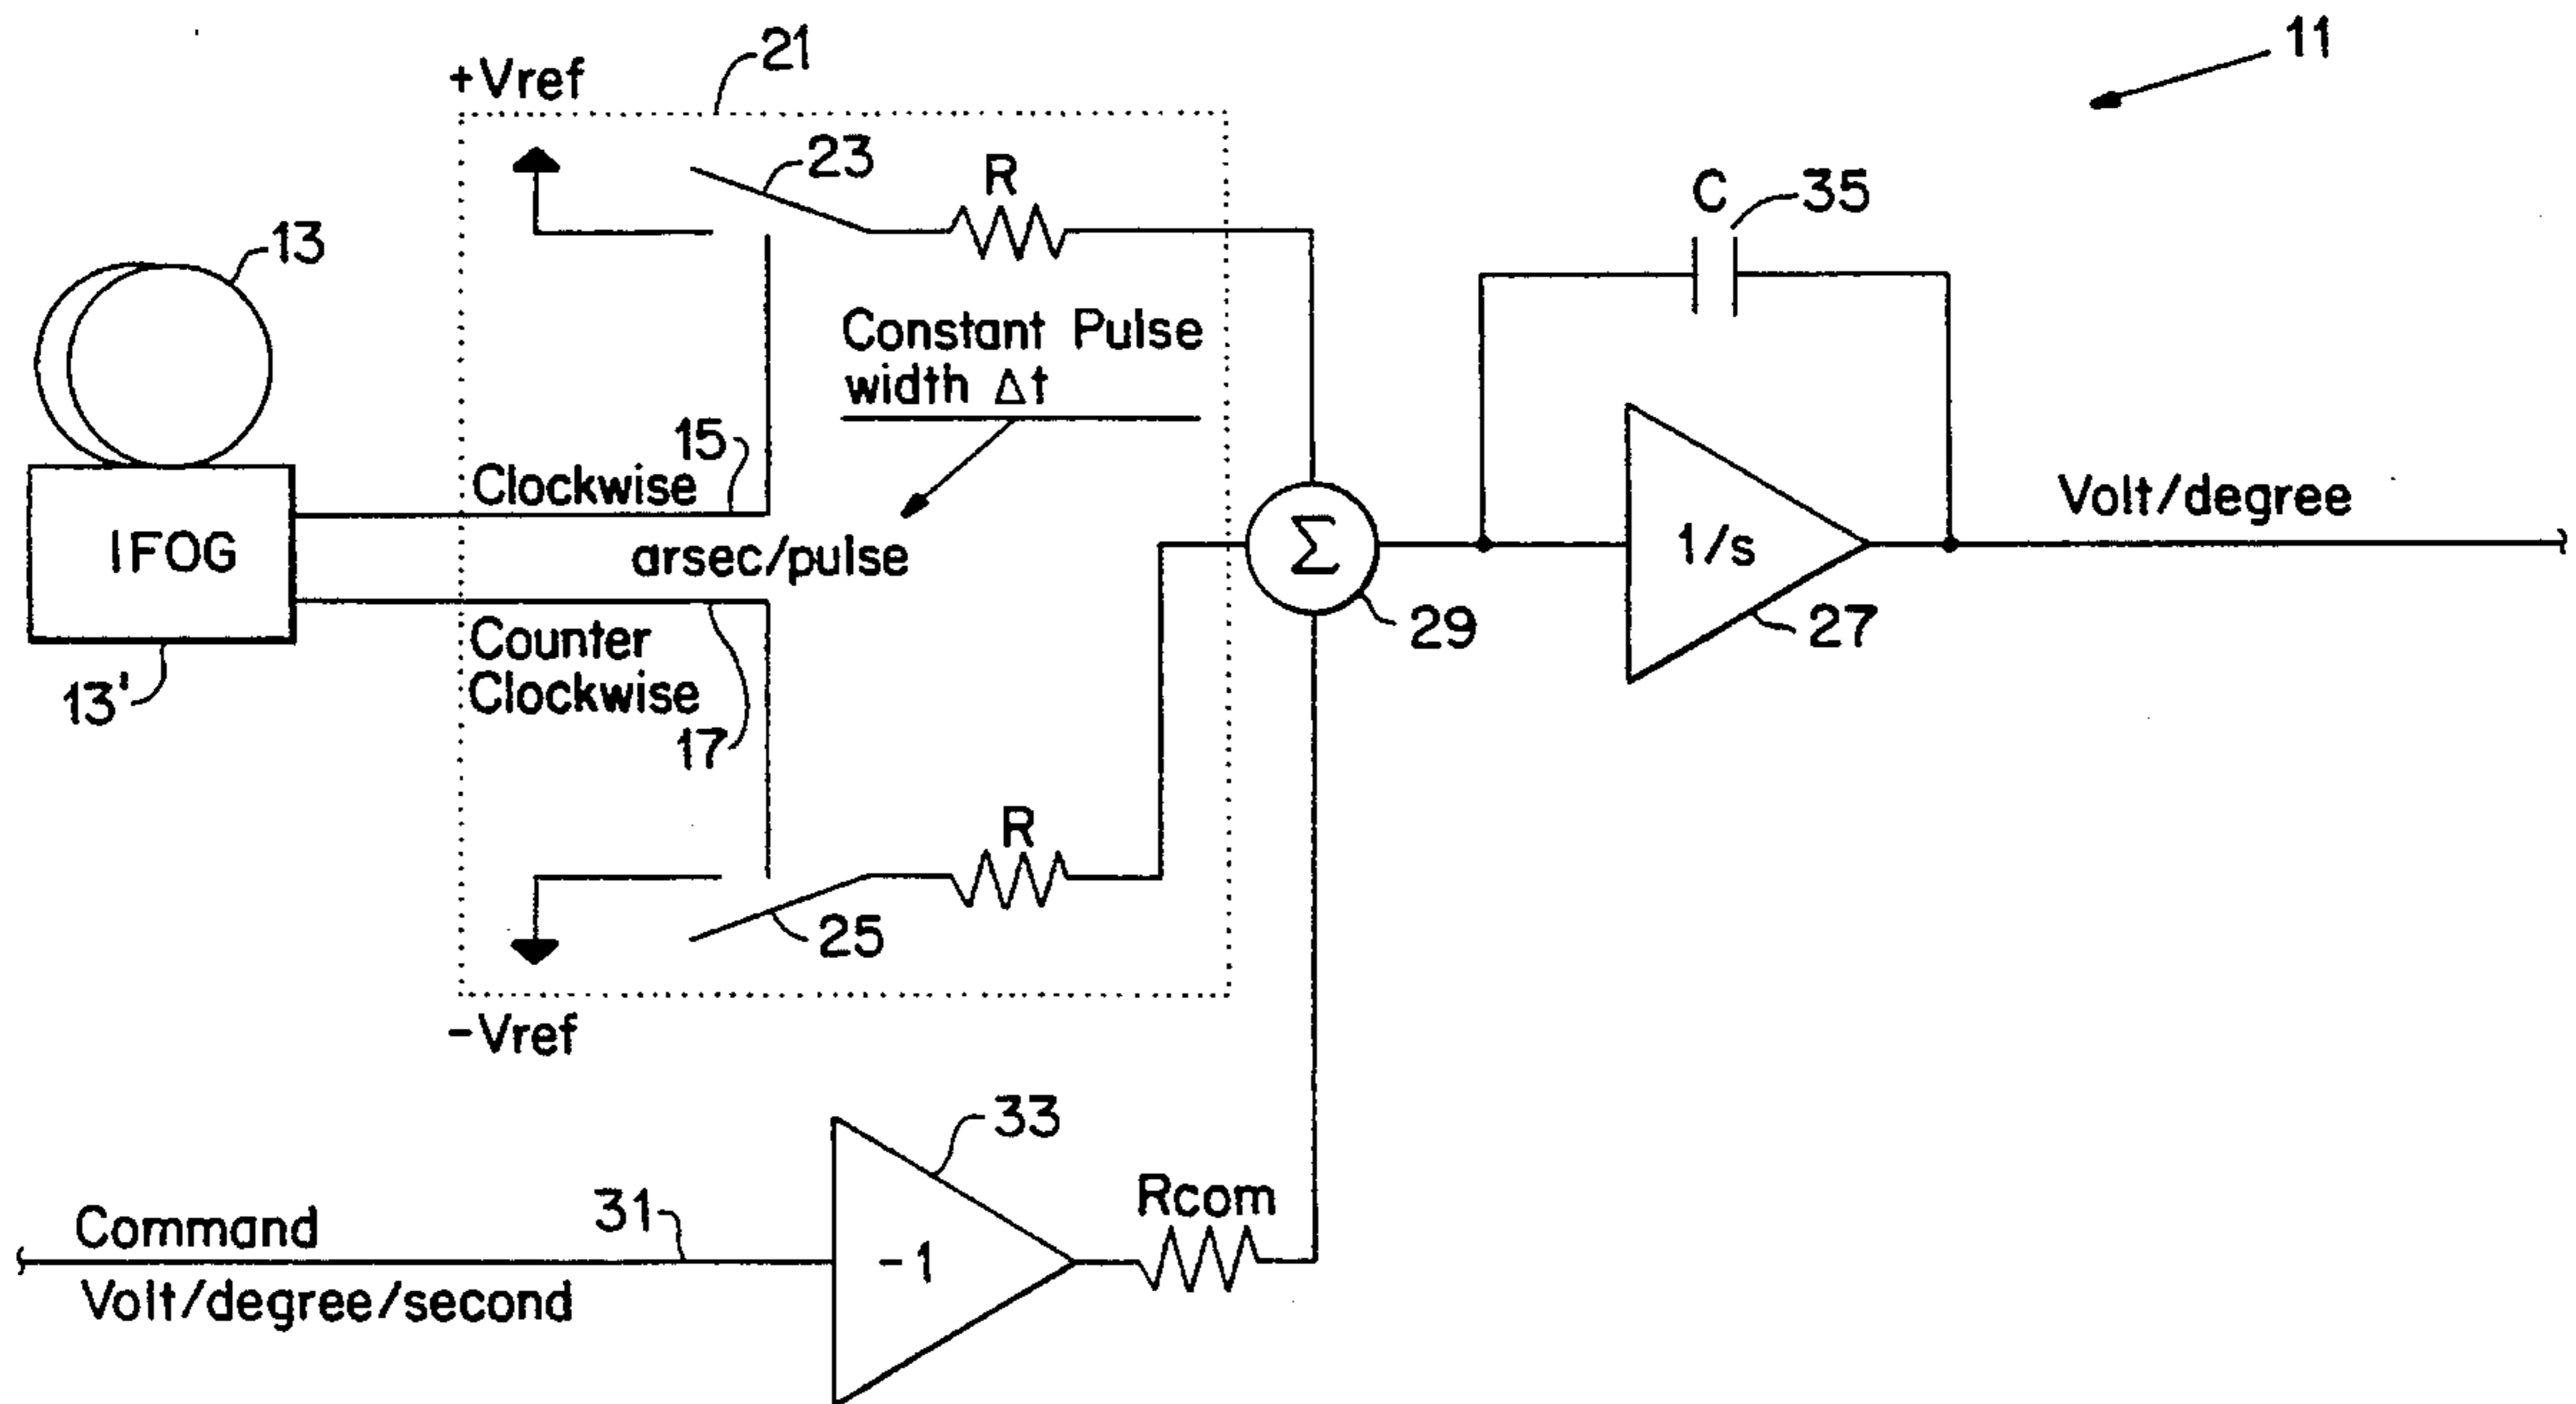 11
21
+Vref
23
R
C
35
13
Constant Pulse
width Δt
15
Clockwise
Volt/degree
IFOG
arsec/pulse
Σ
1/s
29
27
Counter
Clockwise
13'
17
R
25
-Vref
33
Rcom
Command
31
-1
Volt/degree/second